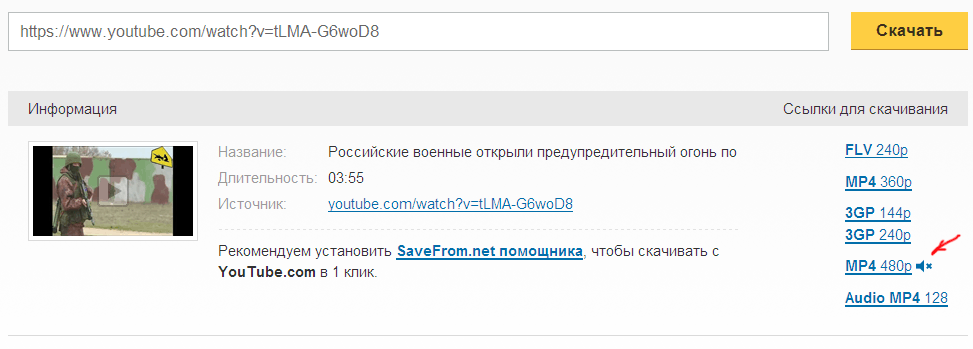 https://www.youtube.com/watch?v=tLMA-G6woD8
Скачать
Информация
Ссылки для скачивания
Название: Российские военные открыли предупредительный огонь по
Длительность: 03:55
Источник: youtube.com/watch?v=tLMA-G6woD8
Рекомендуем установить SaveFrom.net помощника, чтобы скачивать с
YouTube.com в 1 клик.
FLV 240p
MP4 360p
3GP 144p
3GP 240p
MP4 480p
Audio MP4 128